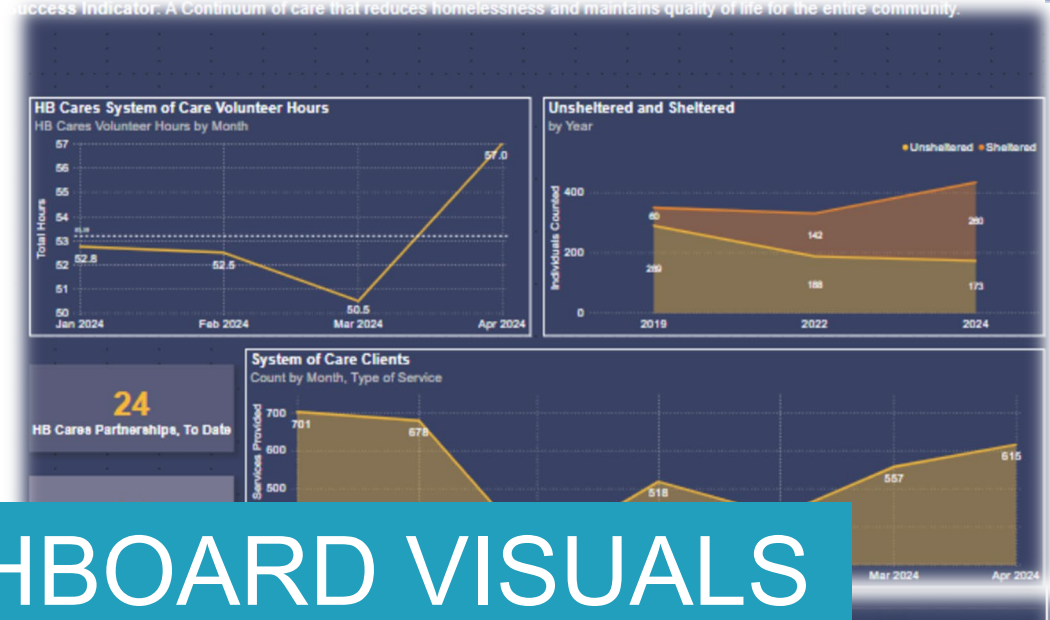 Success Indicator: A Continuum of care that reduces homelessness and maintains quality of life for the entire community.
HB Cares System of Care Volunteer Hours
HB Cares Volunteer Hours by Month
Total Hours
57
56
55
54
53
52
51
50
52.8
52.5
50.5
57.0
Jan 2024
Feb 2024
Mar 2024
Apr 2024
Unsheltered and Sheltered
by Year
Unsheltered
Sheltered
Individuals Counted
400
200
0
60
142
260
289
188
173
2019
2022
2024
24
HB Cares Partnerships, To Date
System of Care Clients
Count by Month, Type of Service
Services Provided
700
600
500
701
678
518
557
615
Mar 2024
Apr 2024
HBOARD VISUALS